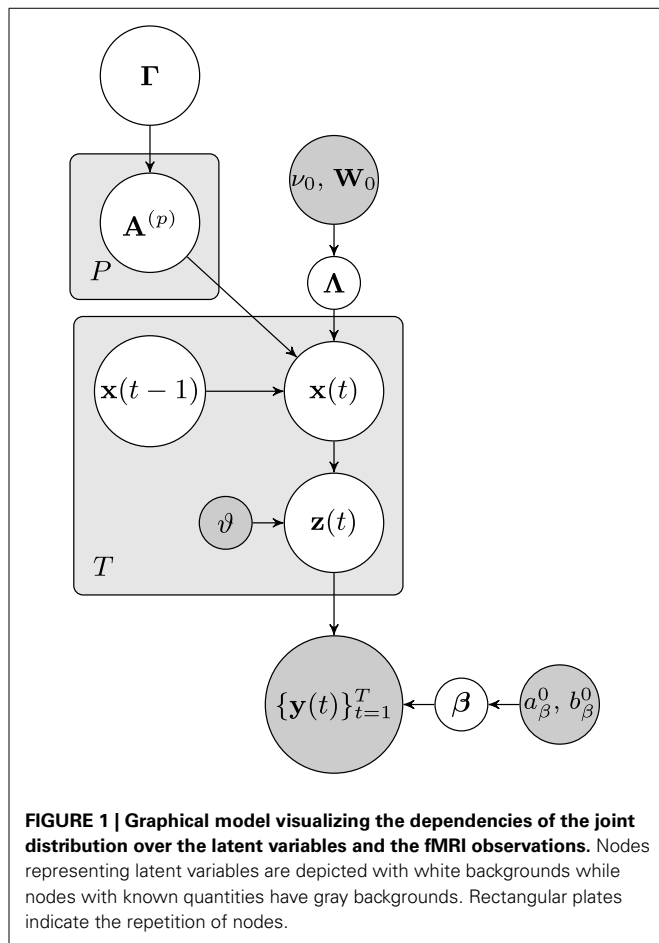 Γ
A^(p)
P
ν₀, W₀
Λ
x(t − 1)
x(t)
ϑ
z(t)
T
{y(t)}_{t=1}^T
β
a_β^0, b_β^0
FIGURE 1 | Graphical model visualizing the dependencies of the joint
distribution over the latent variables and the fMRI observations. Nodes
representing latent variables are depicted with white backgrounds while
nodes with known quantities have gray backgrounds. Rectangular plates
indicate the repetition of nodes.